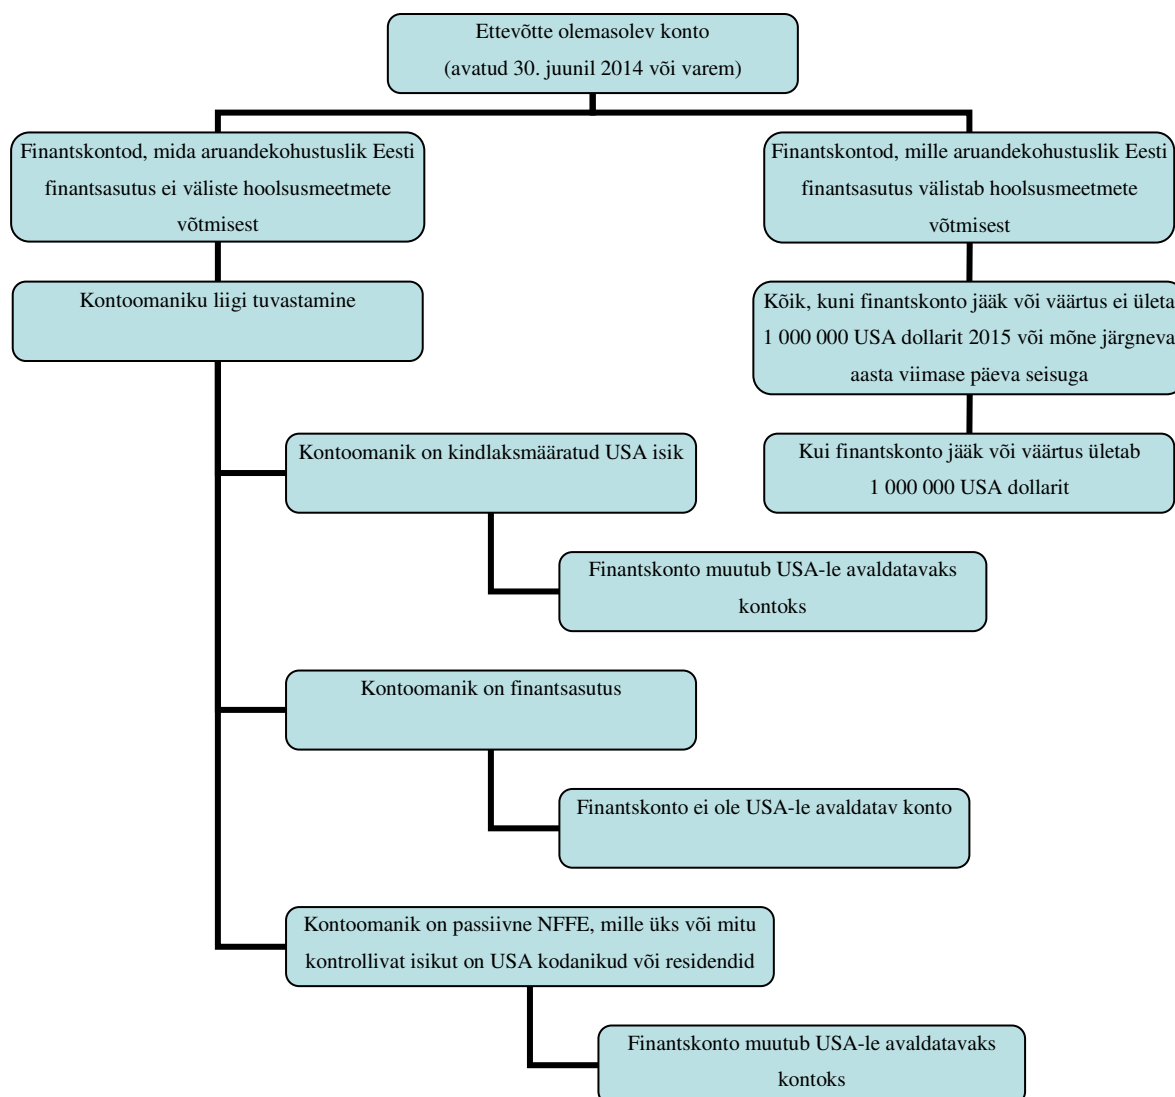 Ettevõtte olemasolev konto
(avatud 30. juunil 2014 või varem)
Finantskontod, mida aruandekohustuslik Eesti
finantsasutus ei väliste hoolsusmeetmete
võtmisest
Finantskontod, mille aruandekohustuslik Eesti
finantsasutus välistab hoolsusmeetmete
võtmisest
Kontoomaniku liigi tuvastamine
Kõik, kuni finantskonto jääk või väärtus ei ületa
1 000 000 USA dollarit 2015 või mõne järgneva
aasta viimase päeva seisuga
Kontoomanik on kindlaksmääratud USA isik
Kui finantskonto jääk või väärtus ületab
1 000 000 USA dollarit
Finantskonto muutub USA-le avaldatavaks
kontoks
Kontoomanik on finantsasutus
Finantskonto ei ole USA-le avaldatav konto
Kontoomanik on passiivne NFFE, mille üks või mitu
kontrollivat isikut on USA kodanikud või residendid
Finantskonto muutub USA-le avaldatavaks
kontoks